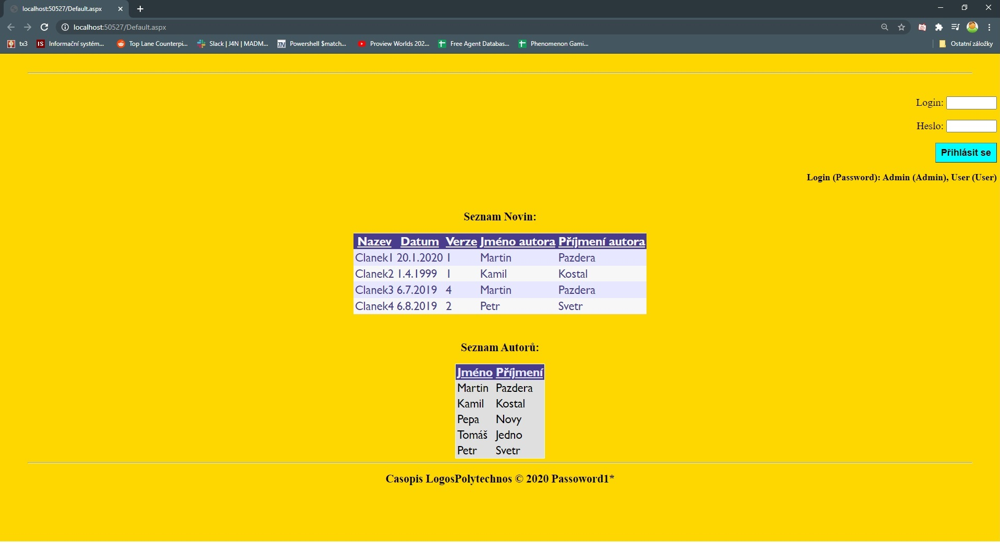 localhost:50527/Default.aspx
localhost:50527/Default.aspx
tx3 IS Informační systém... Top Lane Counterpi... Slack | J4N | MADM... TN Powershell $match... Proview Worlds 202... Free Agent Databas... Phenomenon Gami... Ostatní záložky
Login:
Heslo:
Přihlásit se
Login (Password): Admin (Admin), User (User)
Seznam Novin:
Nazev Datum Verze Jméno autora Příjmení autora
Clanek1 20.1.2020 1 Martin Pazdera
Clanek2 1.4.1999 1 Kamil Kostal
Clanek3 6.7.2019 4 Martin Pazdera
Clanek4 6.8.2019 2 Petr Svetr
Seznam Autorů:
Jméno Příjmení
Martin Pazdera
Kamil Kostal
Pepa Novy
Tomáš Jedno
Petr Svetr
Casopis LogosPolytechnos © 2020 Passoword1*